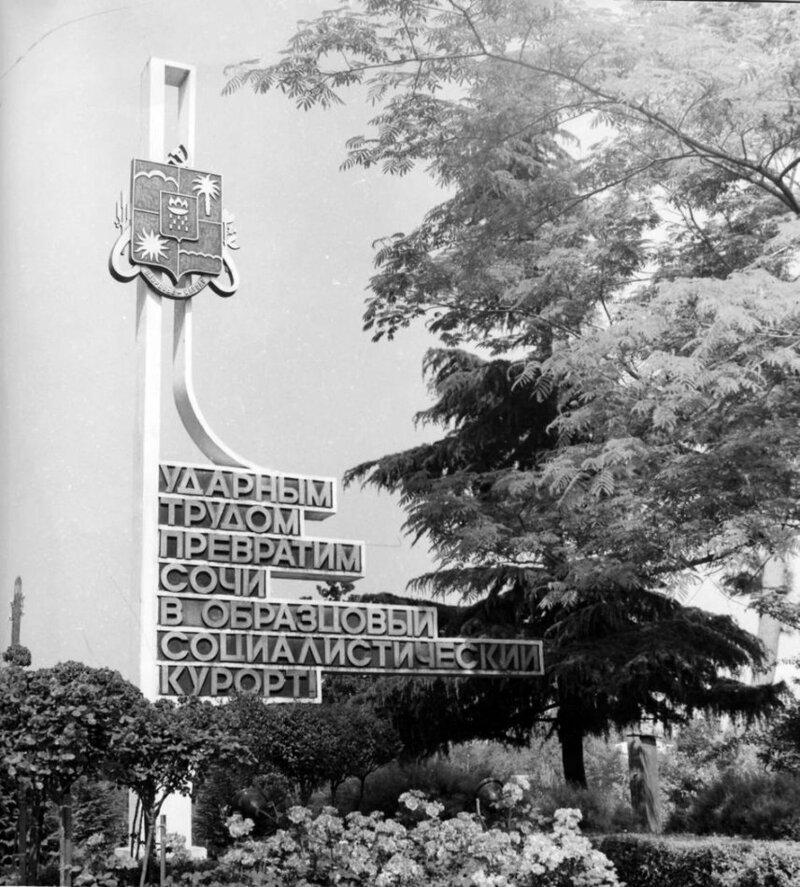 УДАРНЫМ
ТРУДОМ
ПРЕВРАТИМ
СОЧИ
В ОБРАЗЦОВЫЙ
СОЦИАЛИСТИЧЕСКИЙ
КУРОРТ!